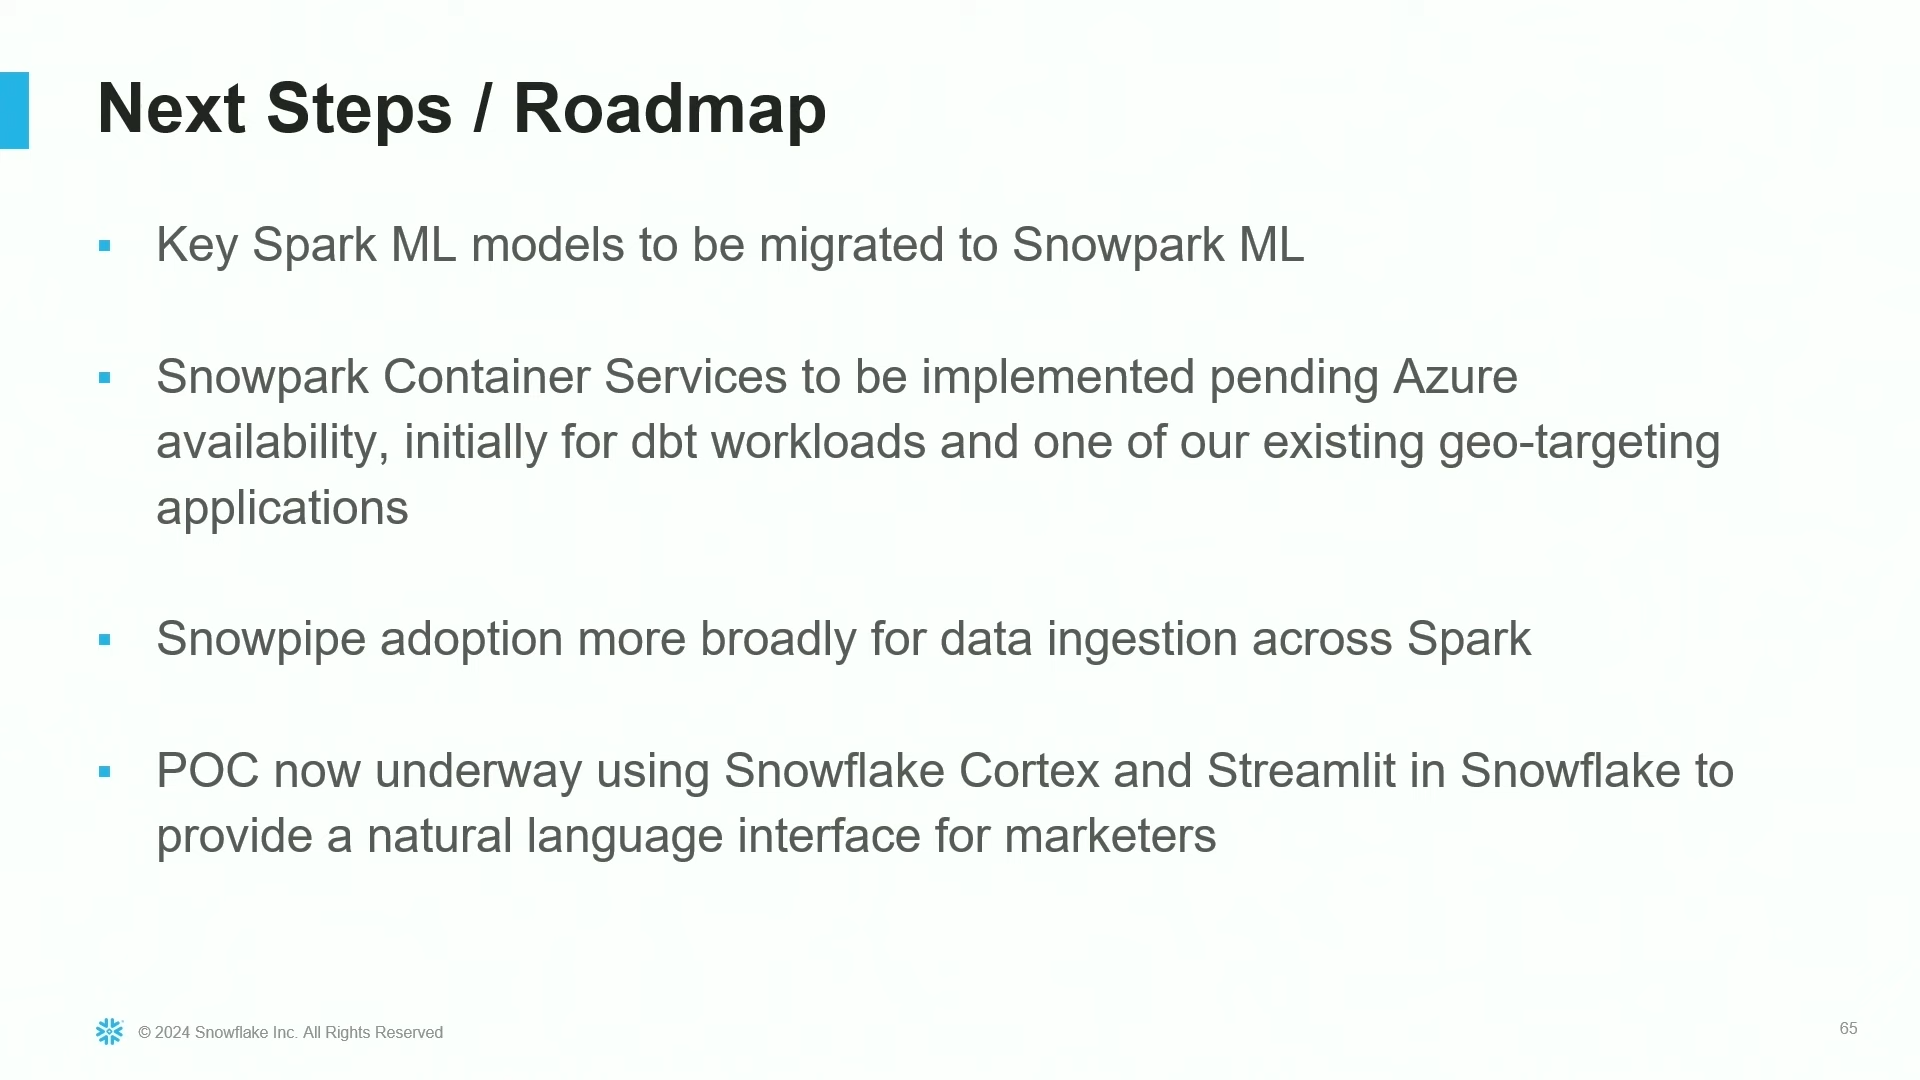 Next Steps / Roadmap
▪ Key Spark ML models to be migrated to Snowpark ML
▪ Snowpark Container Services to be implemented pending Azure
availability, initially for dbt workloads and one of our existing geo-targeting
applications
▪ Snowpipe adoption more broadly for data ingestion across Spark
▪ POC now underway using Snowflake Cortex and Streamlit in Snowflake to
provide a natural language interface for marketers
© 2024 Snowflake Inc. All Rights Reserved
65